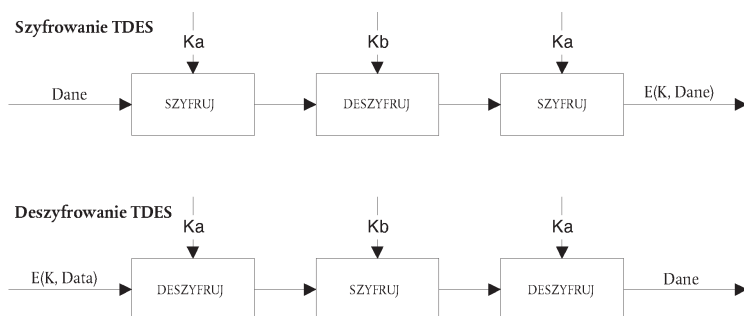 Szyfrowanie TDES
Ka Kb Ka
Dane SZYFRUJ DESZYFRUJ SZYFRUJ E(K, Dane)
Deszyfrowanie TDES
Ka Kb Ka
E(K, Data) DESZYFRUJ SZYFRUJ DESZYFRUJ Dane